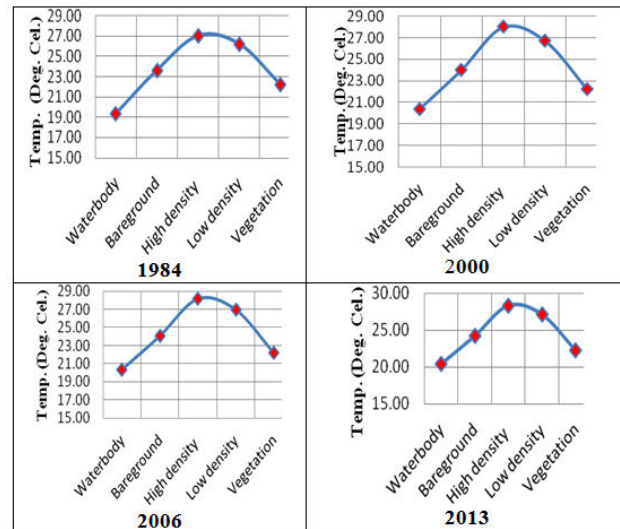 Temp. (Deg. Cel.)
29.00
27.00
25.00
23.00
21.00
19.00
17.00
15.00
Waterbody
Bareground
High density
Low density
Vegetation
1984
Temp. (Deg. Cel.)
29.00
27.00
25.00
23.00
21.00
19.00
17.00
15.00
Waterbody
Bareground
High density
Low density
Vegetation
2000
Temp. (Deg. Cel.)
29.00
27.00
25.00
23.00
21.00
19.00
17.00
15.00
Waterbody
Bareground
High density
Low density
Vegetation
2006
Temp. (Deg. Cel.)
30.00
25.00
20.00
15.00
Waterbody
Bareground
High density
Low density
Vegetation
2013